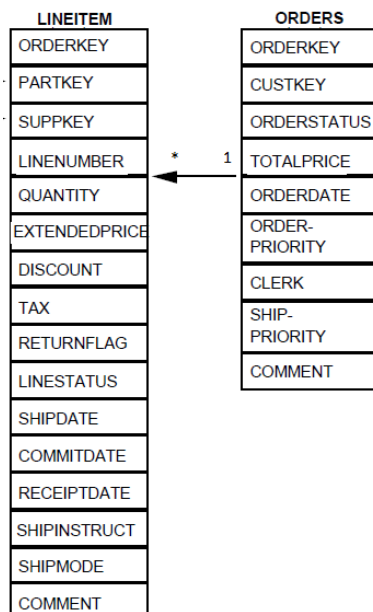 LINEITEM
ORDERKEY
PARTKEY
SUPPKEY
LINENUMBER
QUANTITY
EXTENDEDPRICE
DISCOUNT
TAX
RETURNFLAG
LINESTATUS
SHIPDATE
COMMITDATE
RECEIPTDATE
SHIPINSTRUCT
SHIPMODE
COMMENT
* 1
ORDERS
ORDERKEY
CUSTKEY
ORDERSTATUS
TOTALPRICE
ORDERDATE
ORDER-
PRIORITY
CLERK
SHIP-
PRIORITY
COMMENT